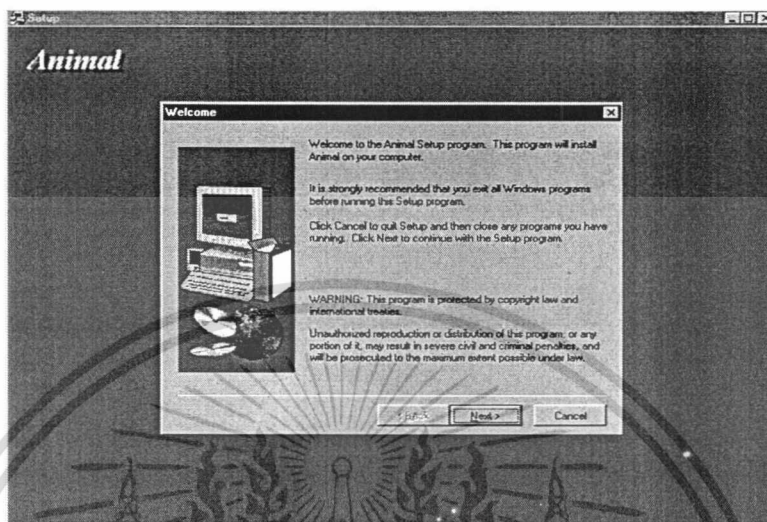 Setup
Animal
Welcome
Welcome to the Animal Setup program. This program will install
Animal on your computer.
It is strongly recommended that you exit all Windows programs
before running this Setup program.
Click Cancel to quit Setup and then close any programs you have
running. Click Next to continue with the Setup program.
WARNING: This program is protected by copyright law and
international treaties.
Unauthorized reproduction or distribution of this program, or any
portion of it, may result in severe civil and criminal penalties, and
will be prosecuted to the maximum extent possible under law.
< Back Next > Cancel